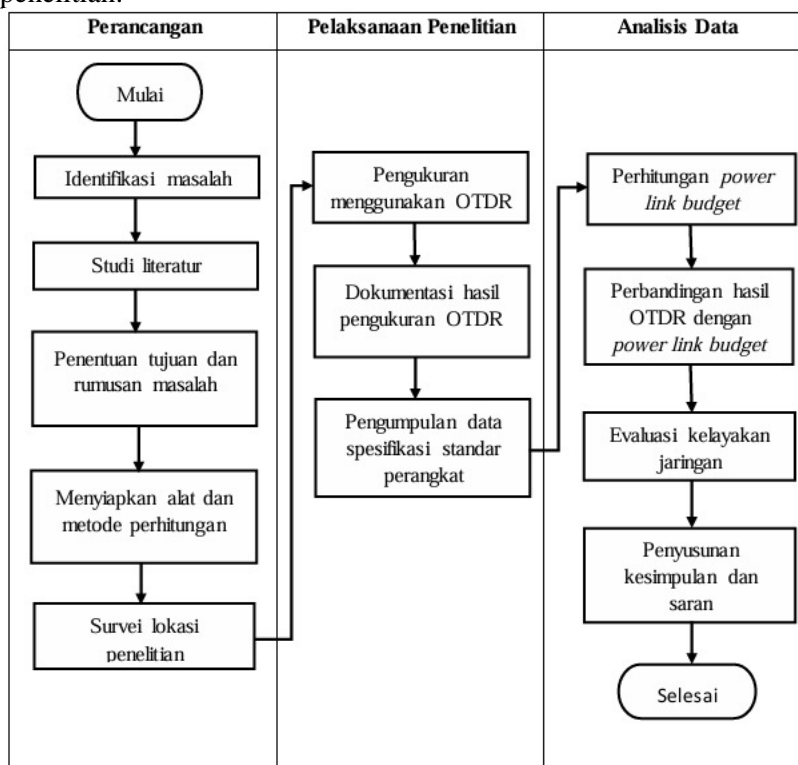 penelitian.
Perancangan
Mulai
Identifikasi masalah
Studi literatur
Penentuan tujuan dan
rumusan masalah
Menyiapkan alat dan
metode perhitungan
Survei lokasi
penelitian
Pelaksanaan Penelitian
Pengukuran
menggunakan OTDR
Dokumentasi hasil
pengukuran OTDR
Pengumpulan data
spesifikasi standar
perangkat
Analisis Data
Perhitungan power
link budget
Perbandingan hasil
OTDR dengan
power link budget
Evaluasi kelayakan
jaringan
Penyusunan
kesimpulan dan
saran
Selesai